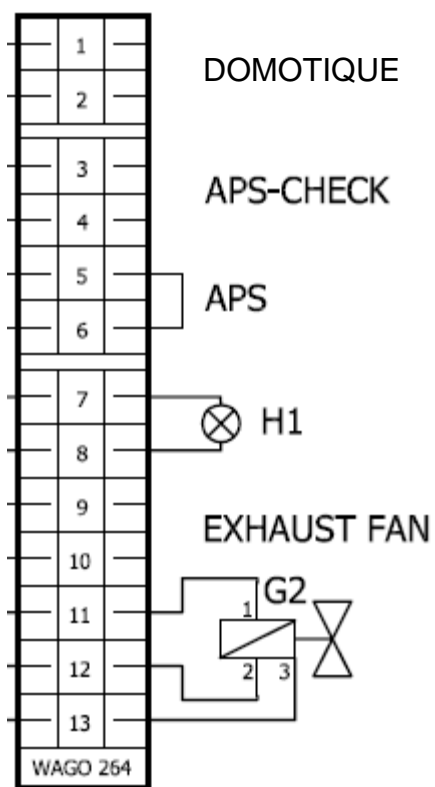 1
DOMOTIQUE
2
3
APS-CHECK
4
5
APS
6
7
H1
8
9
EXHAUST FAN
10
G2
11
1
12
2 3
13
WAGO 264